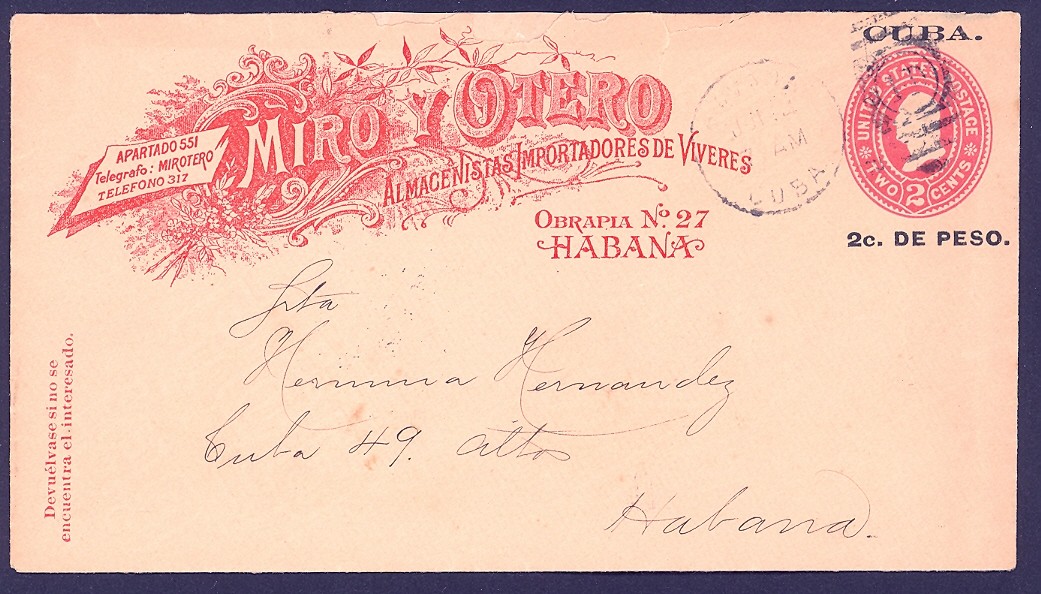 CUBA.
MIRÓ Y OTERO
APARTADO 551
Telegrafo: MIROTERO
TELEFONO 317
ALMACENISTAS IMPORTADORES DE VIVERES
OBRAPIA Nº 27
HABANA
AM
CUBA
UNITED STATES POSTAGE
TWO 2 CENTS
2c. DE PESO.
Srta
Herminia Hernandez
Cuba 49. altos
Habana.
Devuélvase si no se
encuentra el interesado.